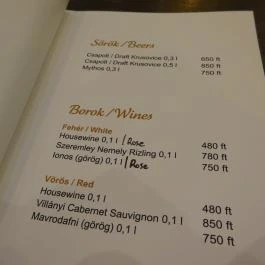 Sörök / Beers
Csapolt / Draft Krusovice 0,3 l 650 ft
Csapolt / Draft Krusovice 0,5 l 850 ft
Mythos 0,3 l 750 ft
Borok / Wines
Fehér / White
Housewine 0,1 l / Rose 480 ft
Szeremley Nemely Rizling 0,1 l 780 ft
Ionos (görög) 0,1 l / Rose 750 ft
Vörös / Red
Housewine 0,1 l 480 ft
Villányi Cabernet Sauvignon 0,1 l 850 ft
Mavrodafni (görög) 0,1 l 750 ft